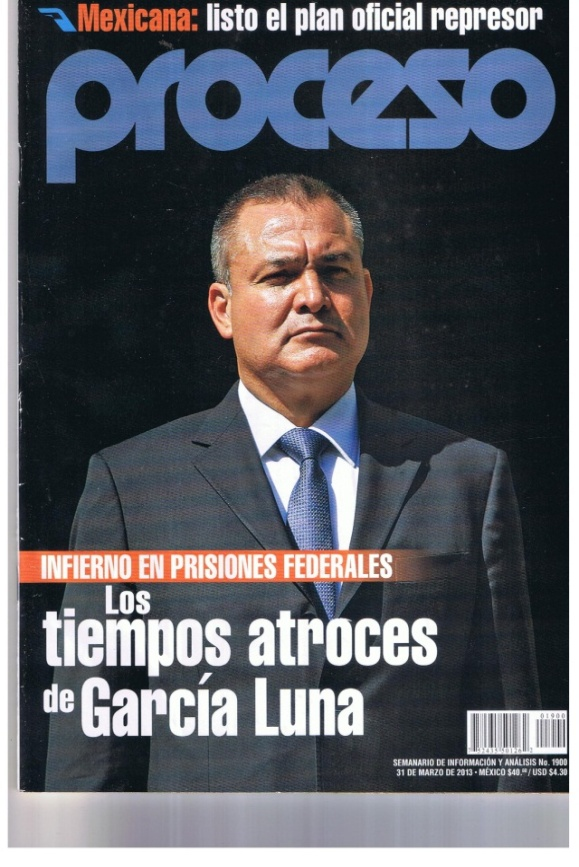 Mexicana: listo el plan oficial represor
proceso
INFIERNO EN PRISIONES FEDERALES
Los
tiempos atroces
de García Luna
01900
SEMANARIO DE INFORMACIÓN Y ANÁLISIS No. 1900
31 DE MARZO DE 2013 • MÉXICO $40.00 / USD $4.30